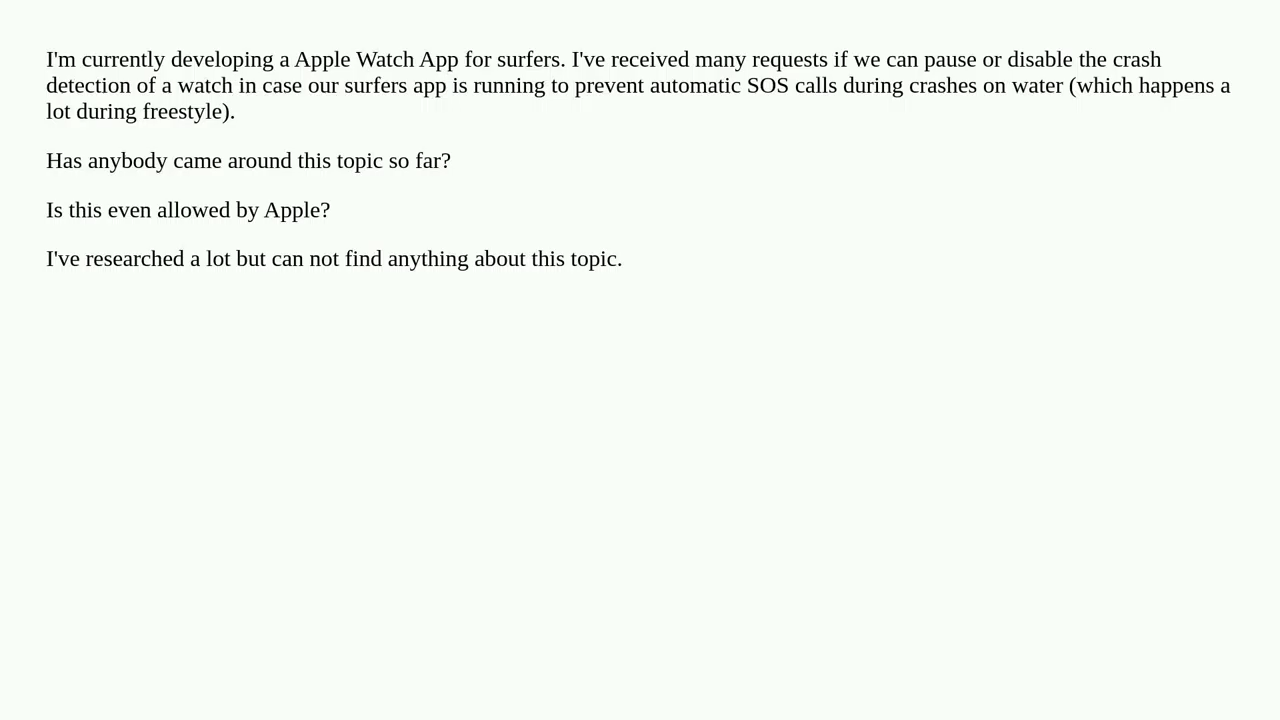 I'm currently developing a Apple Watch App for surfers. I've received many requests if we can pause or disable the crash
detection of a watch in case our surfers app is running to prevent automatic SOS calls during crashes on water (which happens a
lot during freestyle).
Has anybody came around this topic so far?
Is this even allowed by Apple?
I've researched a lot but can not find anything about this topic.